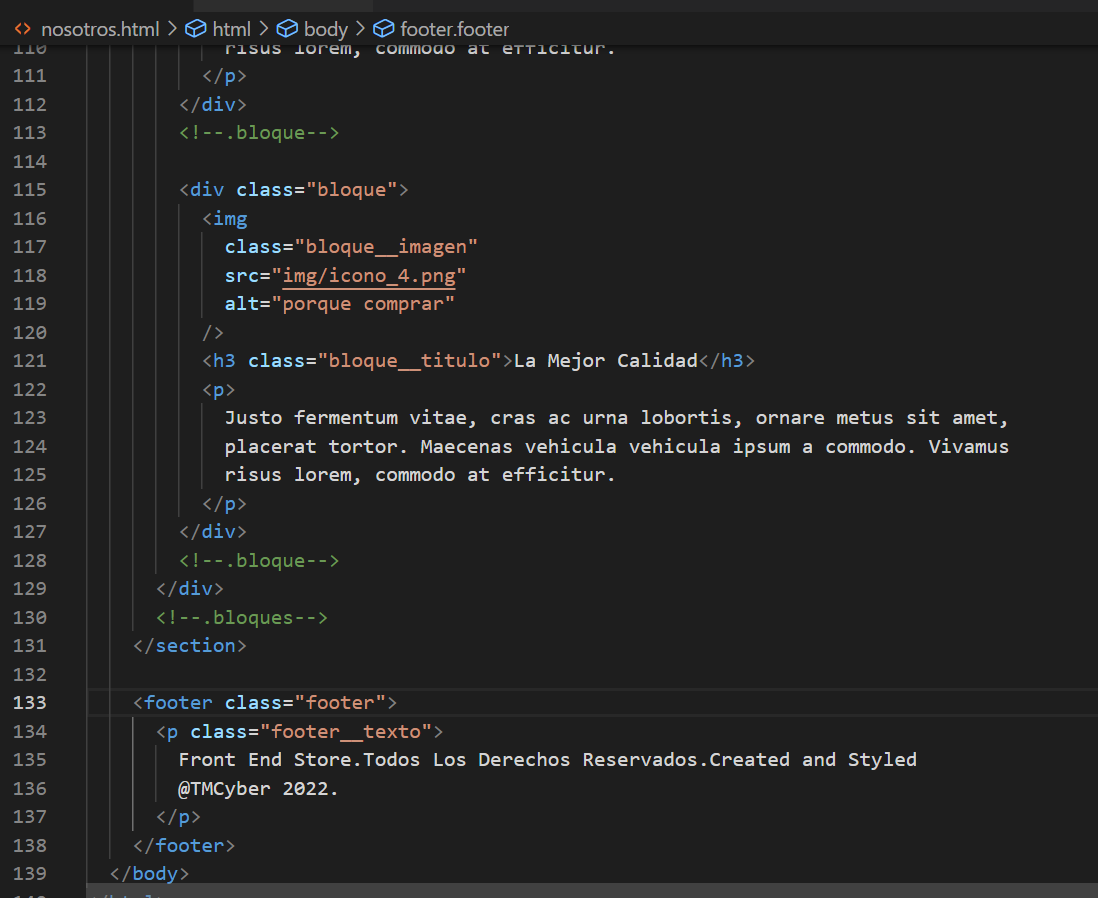 nosotros.html > html > body > footer.footer
110 risus lorem, commodo at efficitur.
111 </p>
112 </div>
113 <!--.bloque-->
114
115 <div class="bloque">
116 <img
117 class="bloque__imagen"
118 src="img/icono_4.png"
119 alt="porque comprar"
120 />
121 <h3 class="bloque__titulo">La Mejor Calidad</h3>
122 <p>
123 Justo fermentum vitae, cras ac urna lobortis, ornare metus sit amet,
124 placerat tortor. Maecenas vehicula vehicula ipsum a commodo. Vivamus
125 risus lorem, commodo at efficitur.
126 </p>
127 </div>
128 <!--.bloque-->
129 </div>
130 <!--.bloques-->
131 </section>
132
133 <footer class="footer">
134 <p class="footer__texto">
135 Front End Store.Todos Los Derechos Reservados.Created and Styled
136 @TMCyber 2022.
137 </p>
138 </footer>
139 </body>